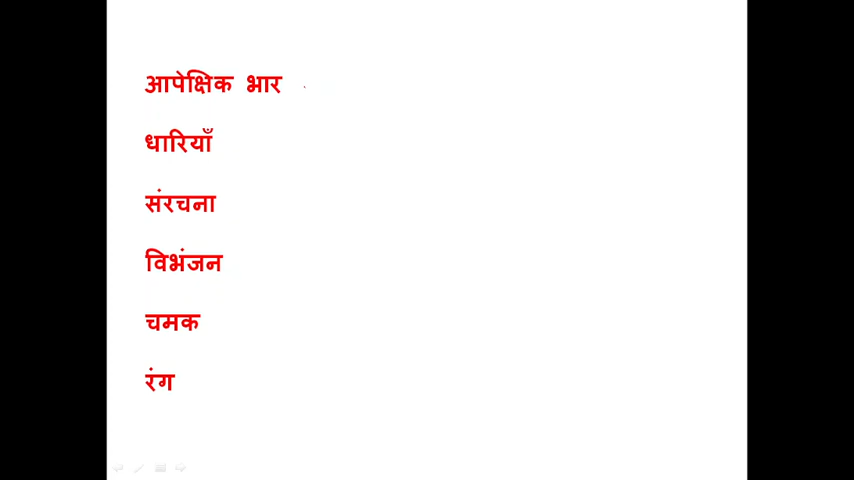 आपेक्षिक भार
धारियाँ
संरचना
विभंजन
चमक
रंग